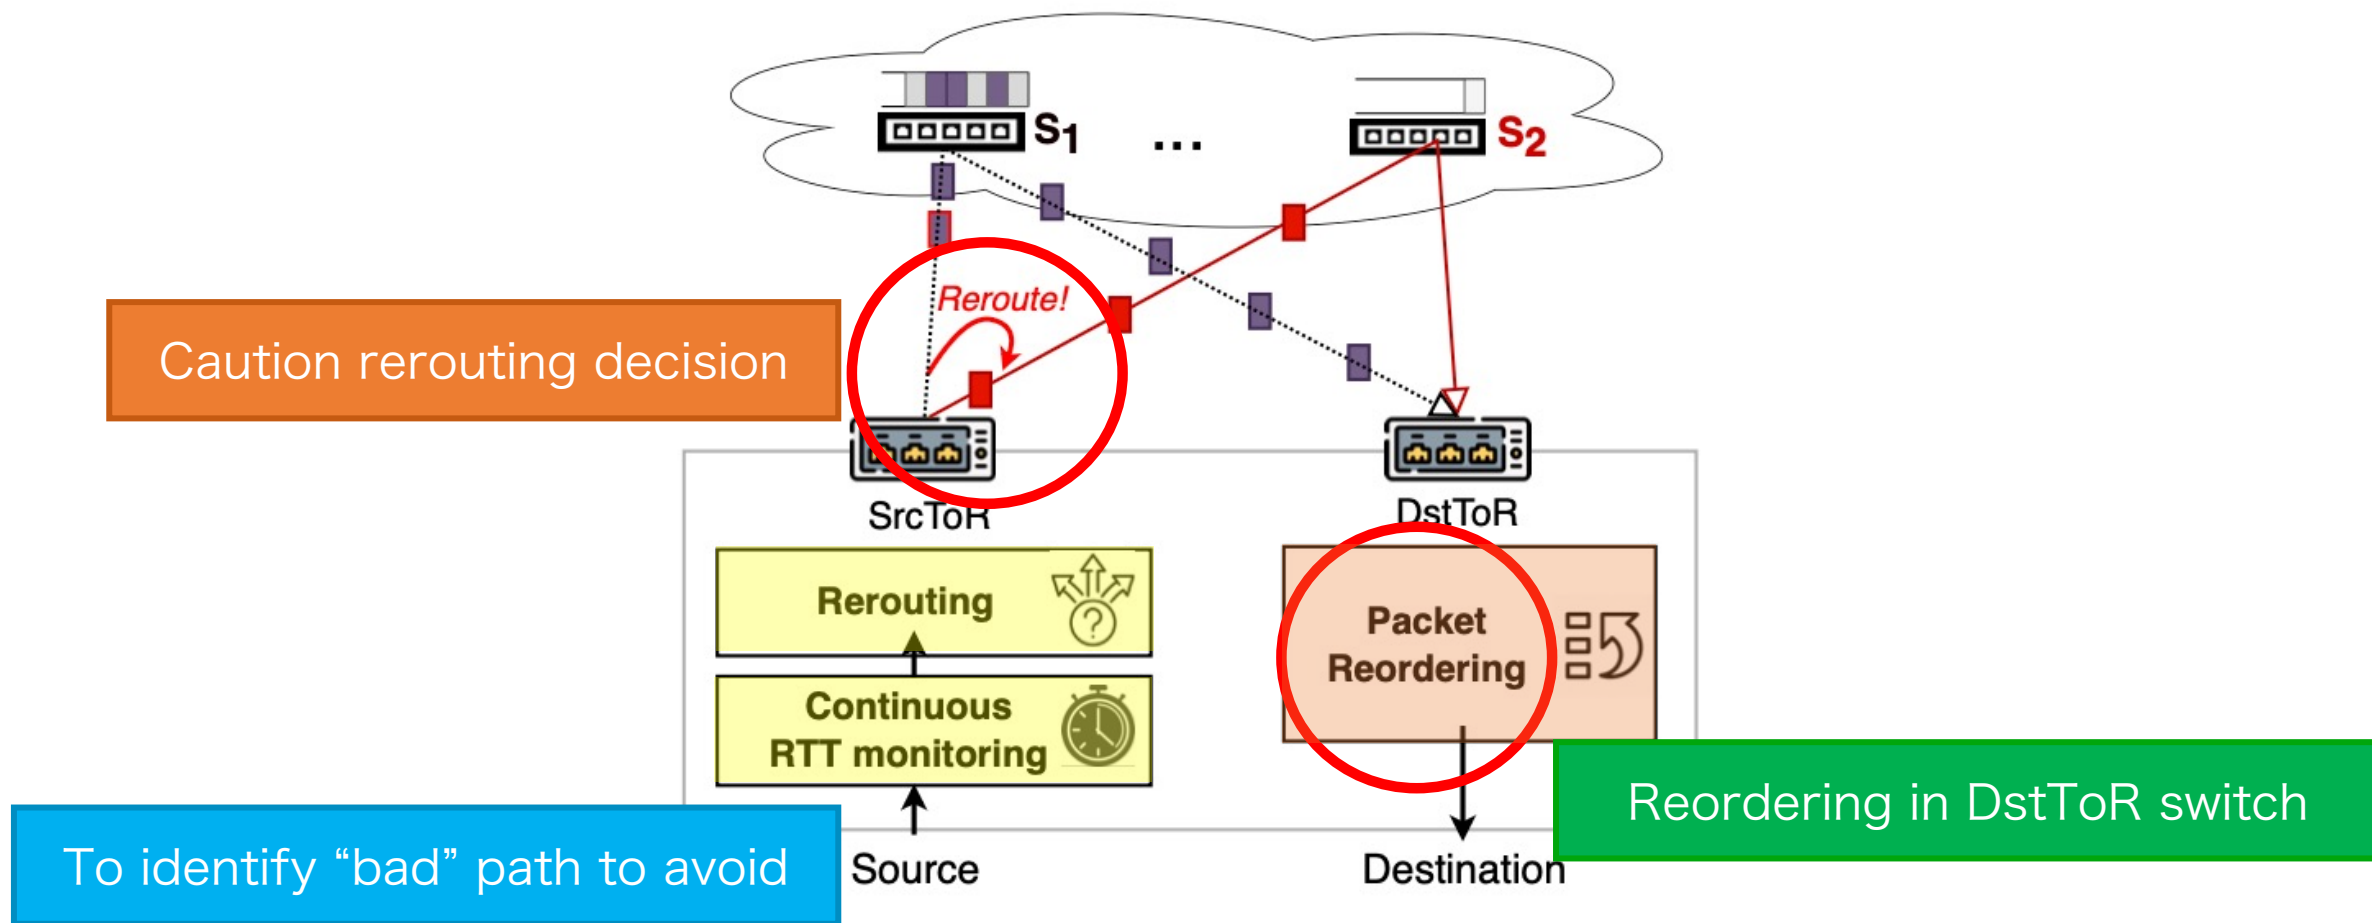 S1
...
S2
Reroute!
Caution rerouting decision
SrcToR
DstToR
Rerouting
?
Packet
Reordering
Continuous
RTT monitoring
Reordering in DstToR switch
To identify “bad” path to avoid
Source
Destination